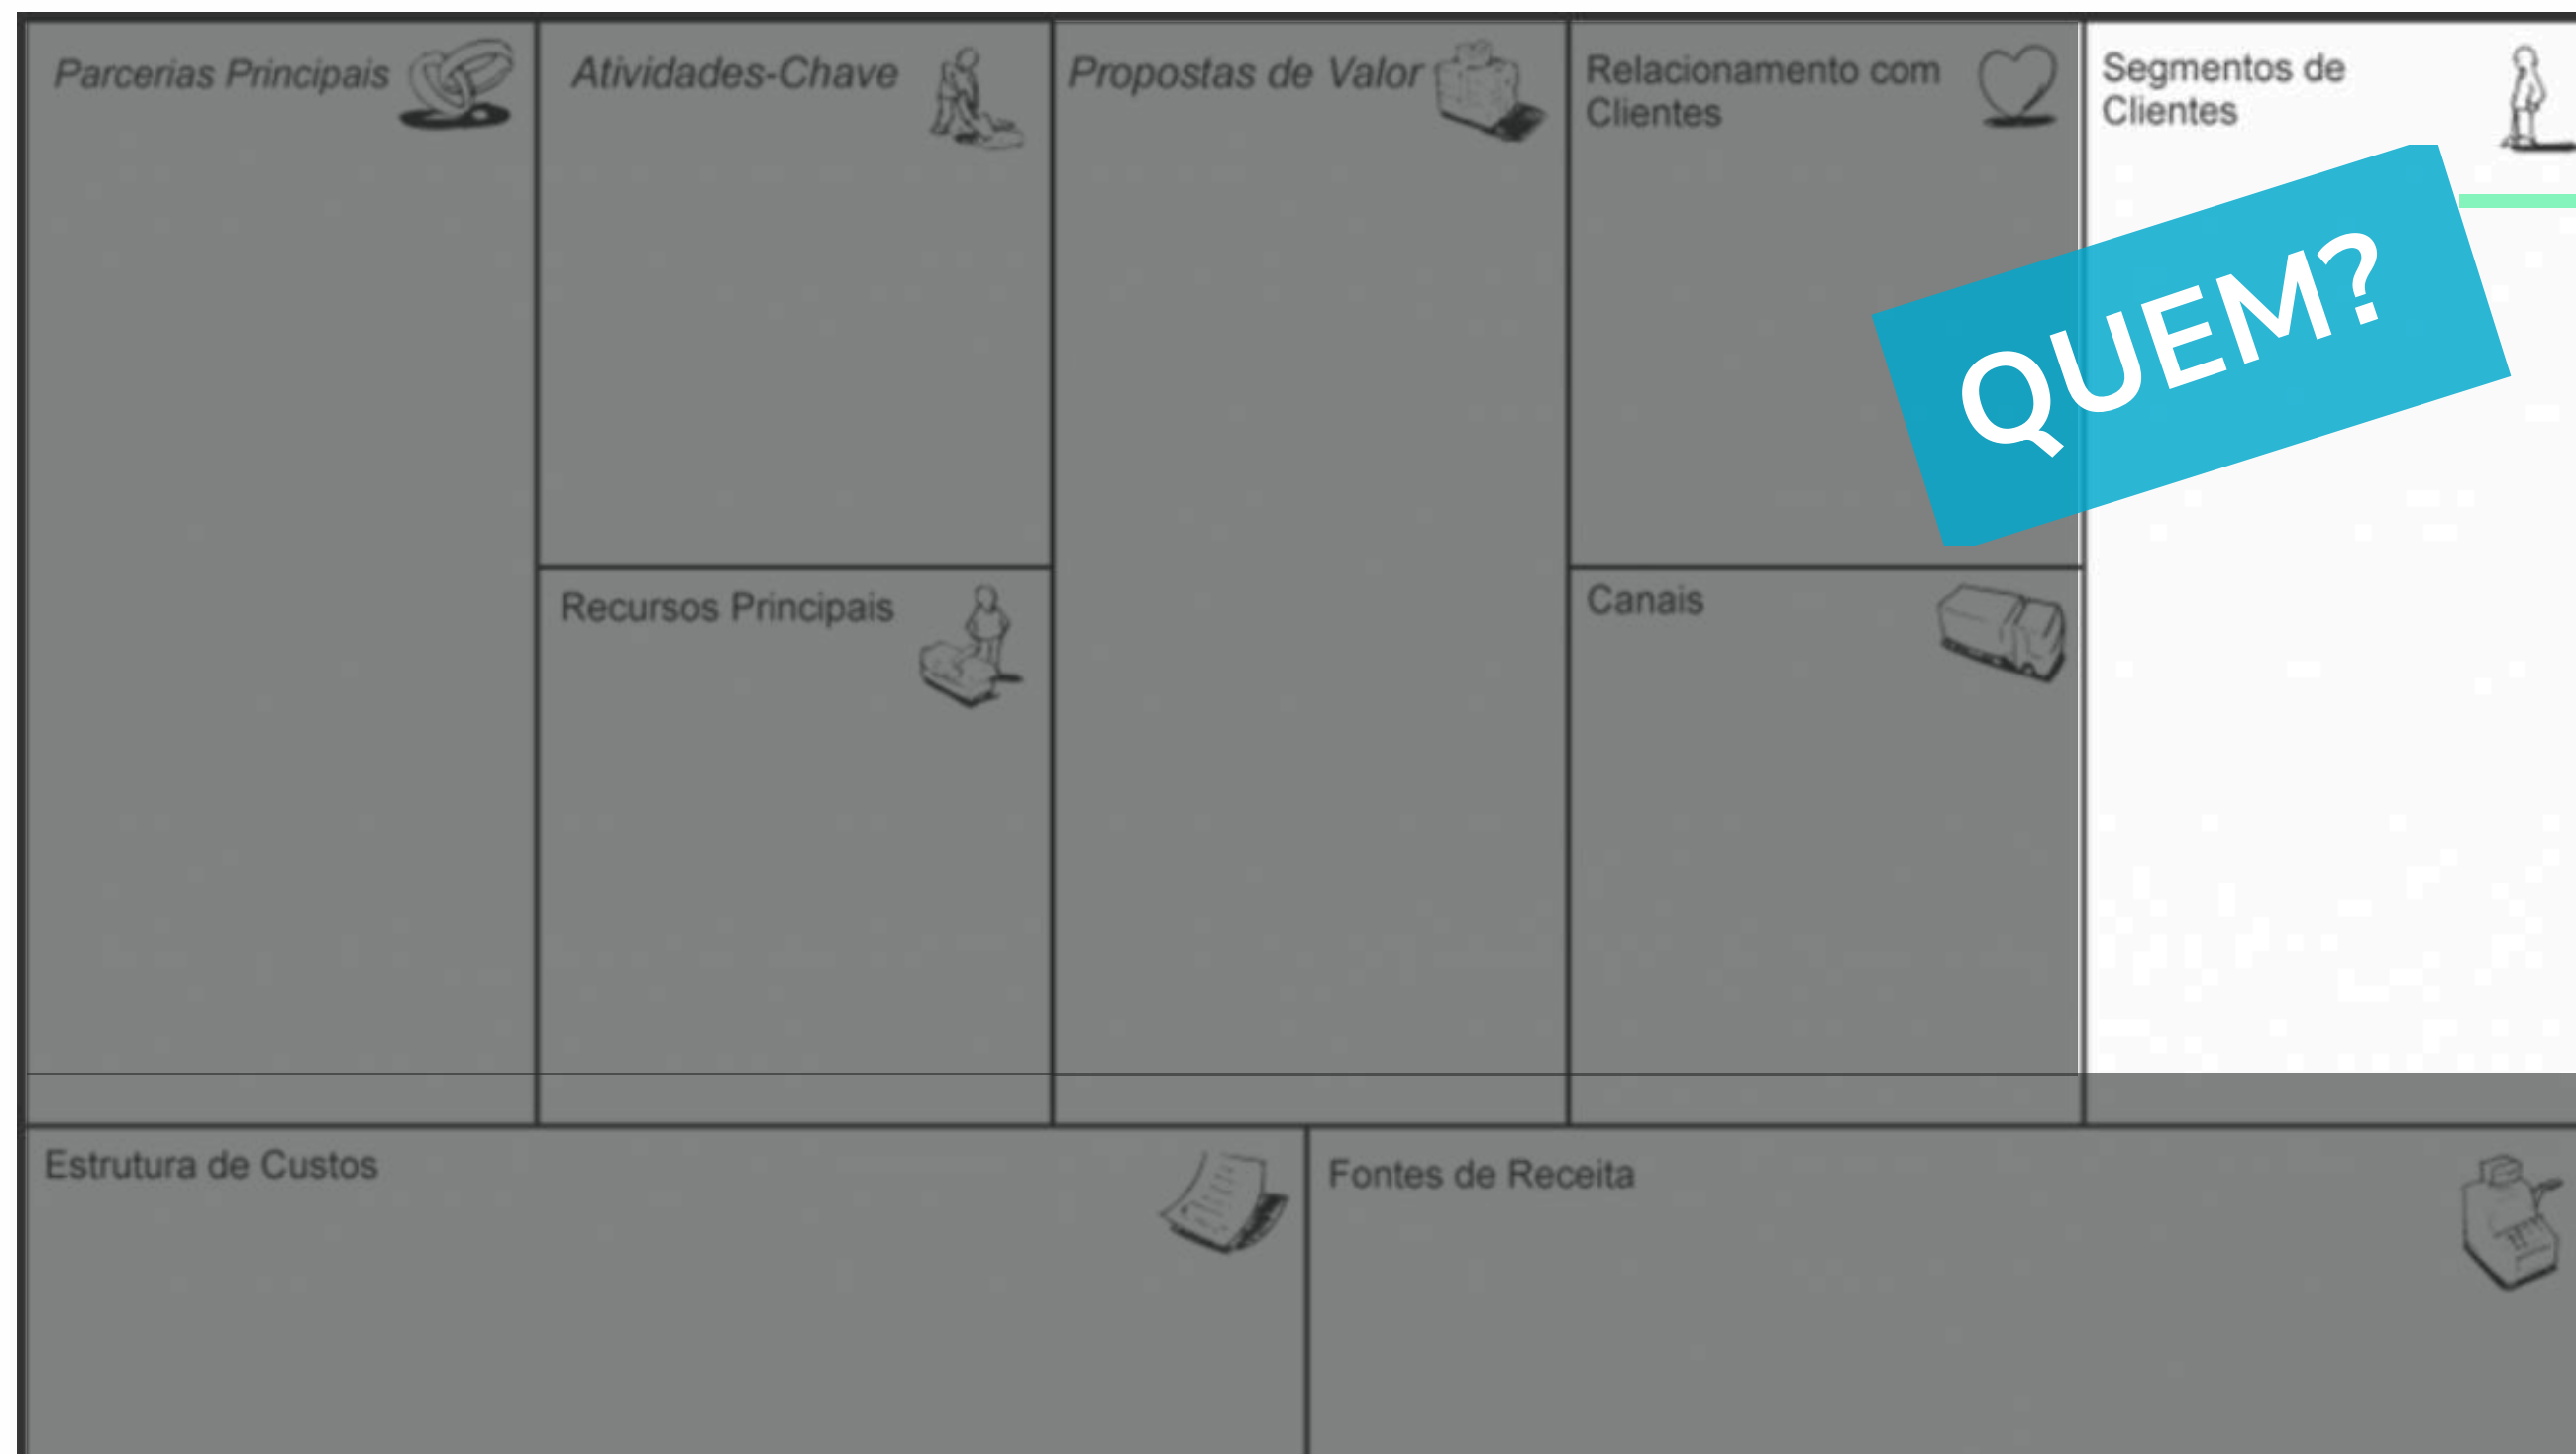 Parcerias Principais
Atividades-Chave
Propostas de Valor
Relacionamento com
Clientes
Segmentos de
Clientes
QUEM?
Recursos Principais
Canais
Estrutura de Custos
Fontes de Receita